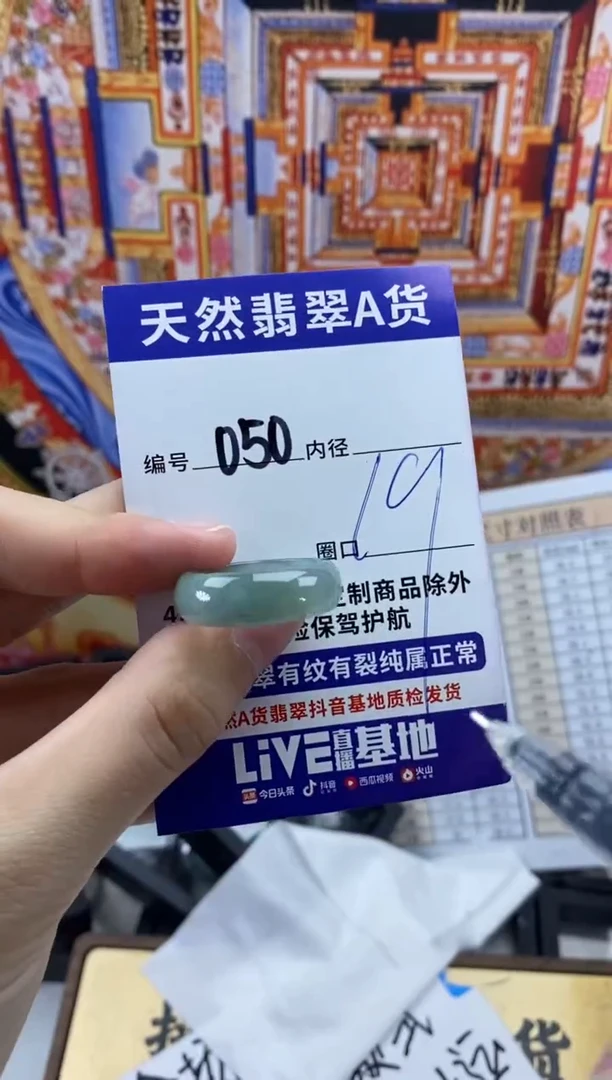 天然翡翠A货
编号 050 内径
19
圈口
制商品除外
保驾护航
翠有纹有裂纯属正常
然A货翡翠抖音基地质检发货
LiVE直播基地
今日头条 抖音 西瓜视频 火山
寸对照表
货